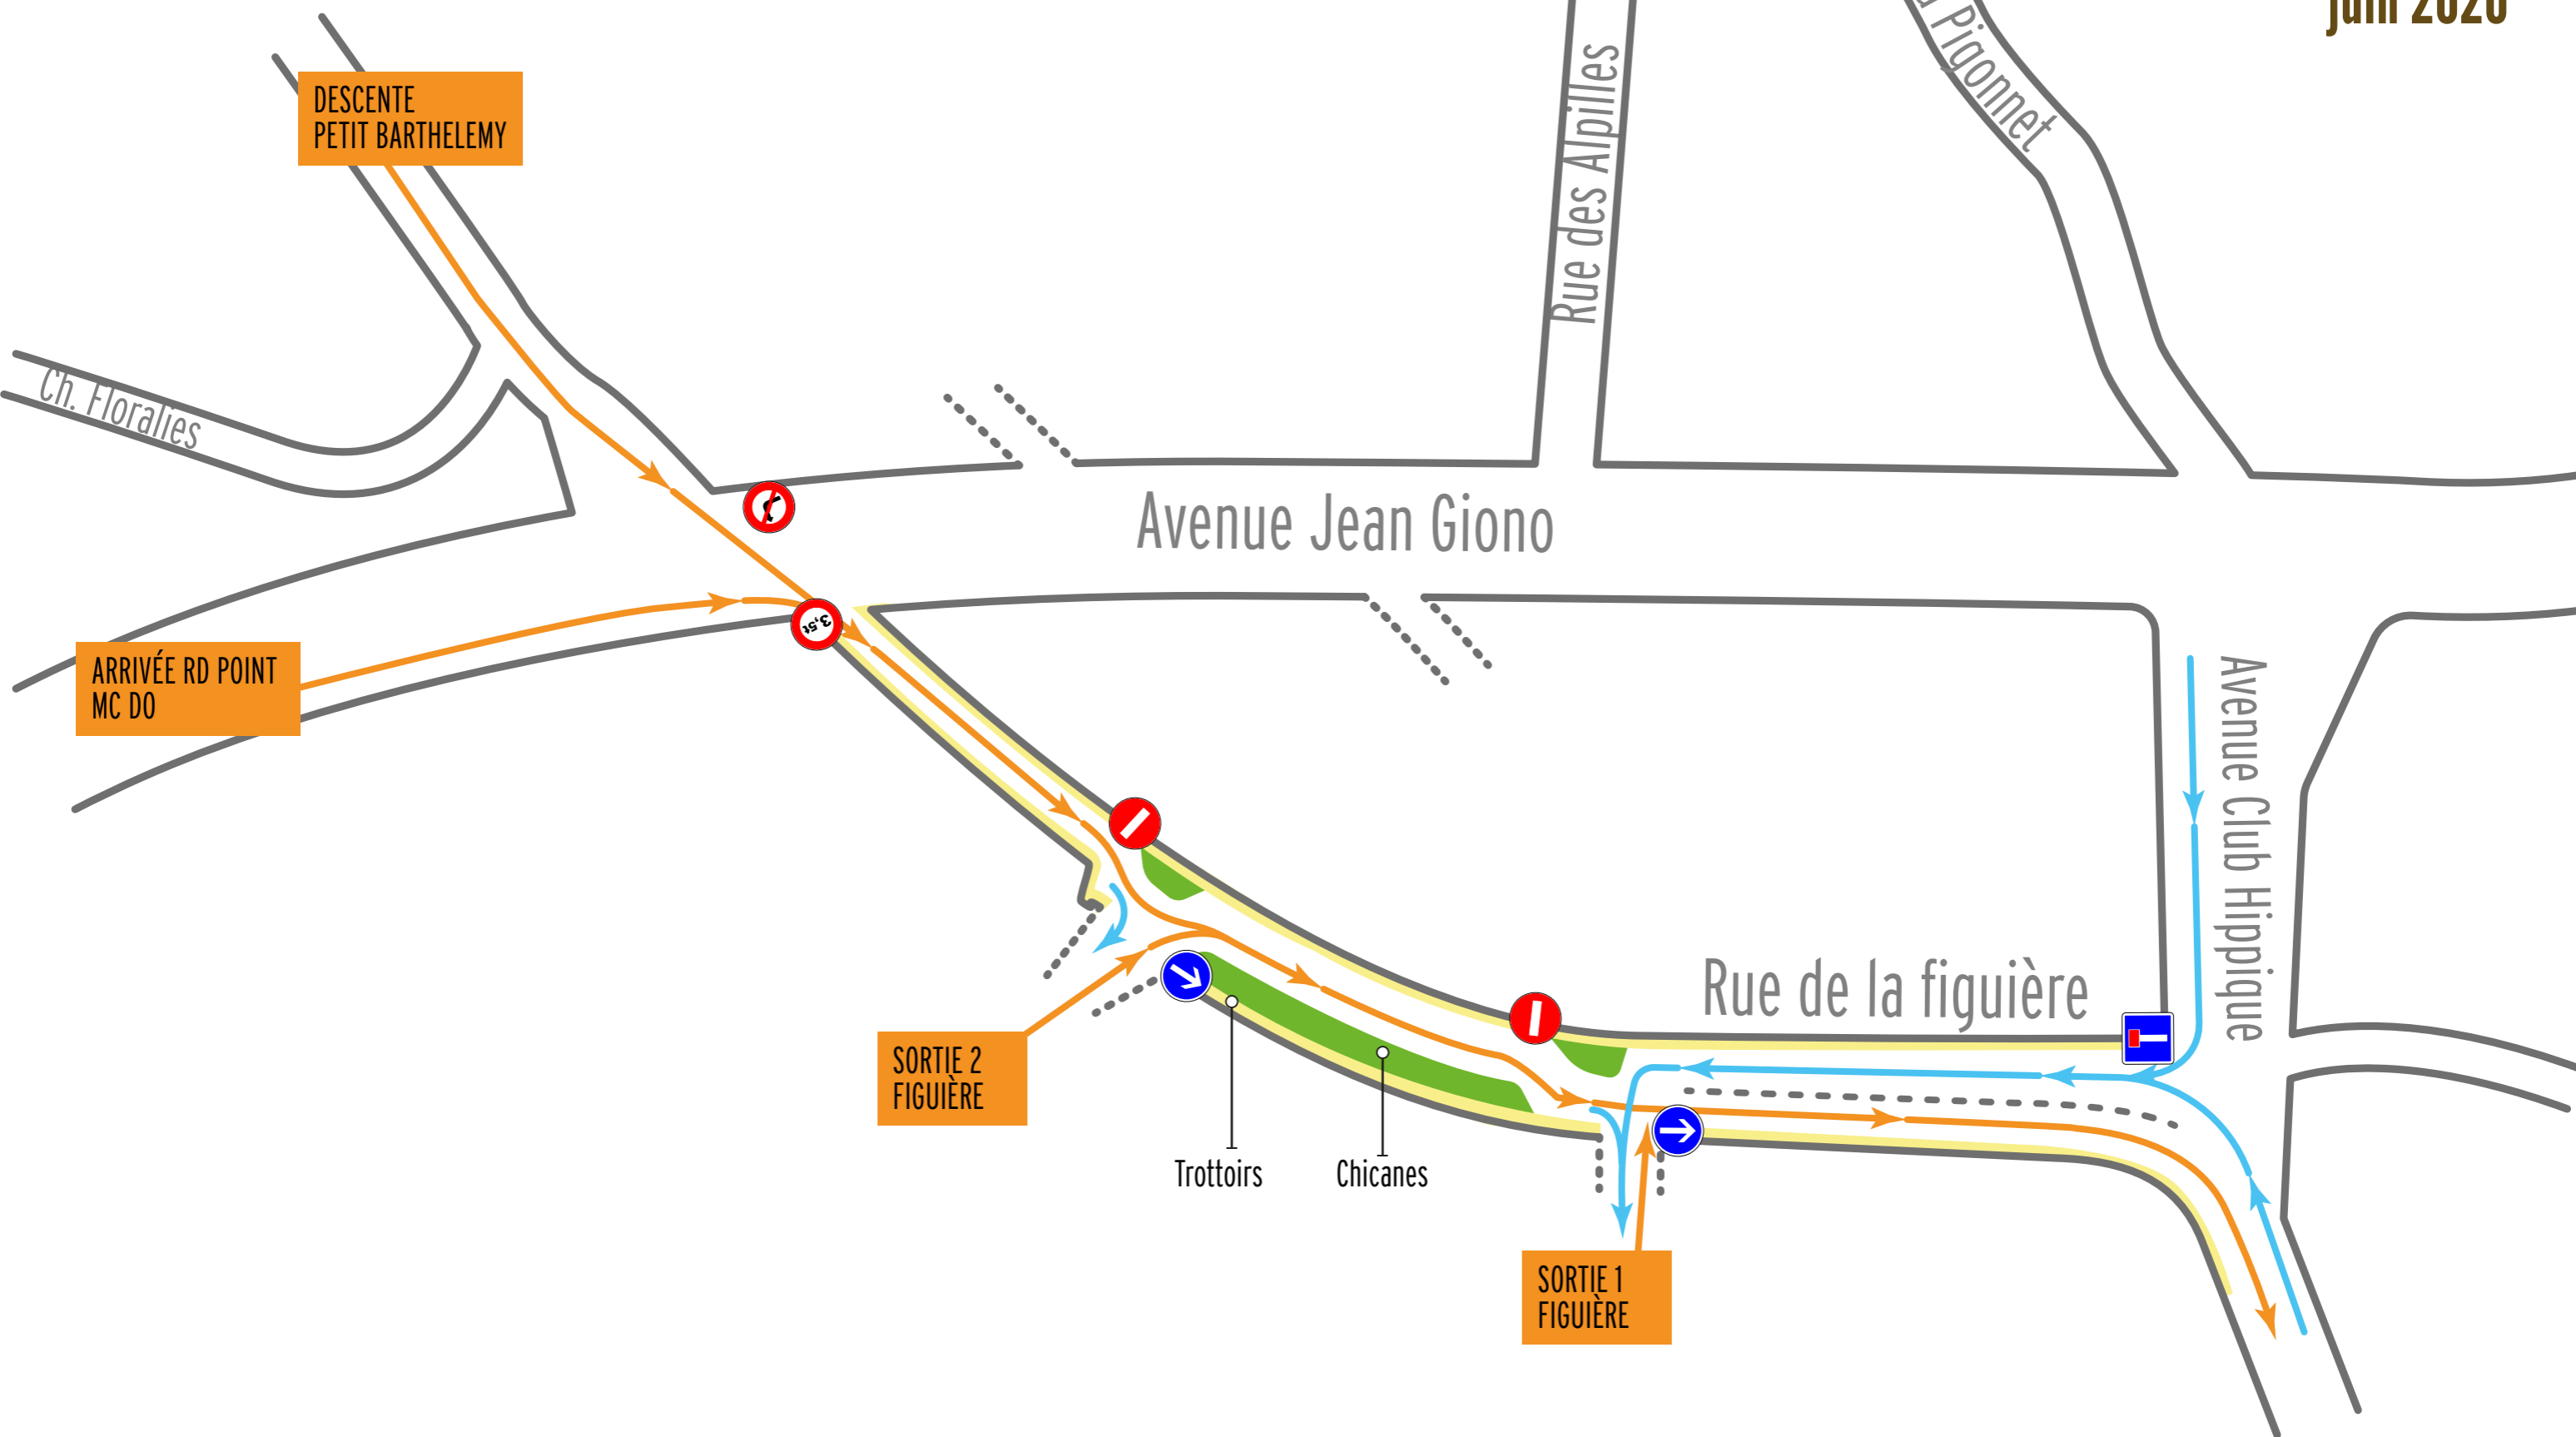 juin 2020
Pigonnet
Rue des Alpilles
DESCENTE
PETIT BARTHELEMY
Ch. Floralies
Avenue Jean Giono
3,5t
ARRIVÉE RD POINT
MC DO
Avenue Club Hippique
Rue de la figuière
SORTIE 2
FIGUIÈRE
Trottoirs
Chicanes
SORTIE 1
FIGUIÈRE